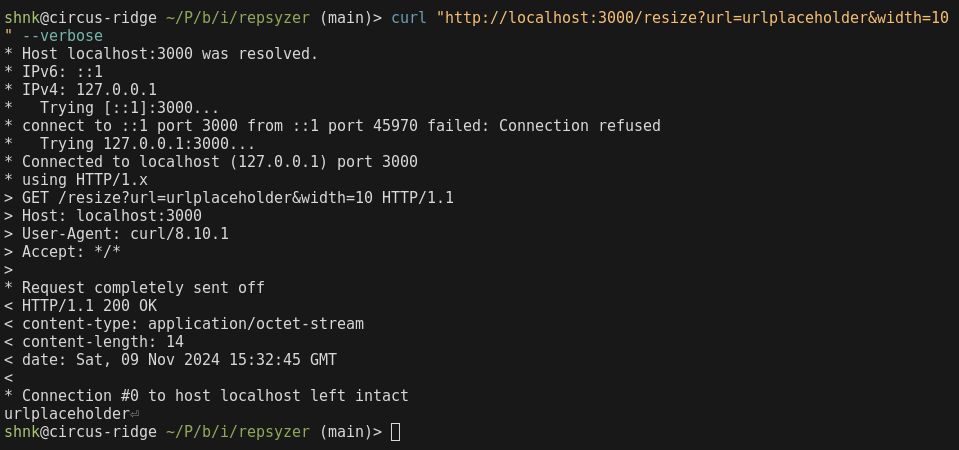 shnk@circus-ridge ~/P/b/i/repsyzer (main)> curl "http://localhost:3000/resize?url=urlplaceholder&width=10
" --verbose
* Host localhost:3000 was resolved.
* IPv6: ::1
* IPv4: 127.0.0.1
*   Trying [::1]:3000...
* connect to ::1 port 3000 from ::1 port 45970 failed: Connection refused
*   Trying 127.0.0.1:3000...
* Connected to localhost (127.0.0.1) port 3000
* using HTTP/1.x
> GET /resize?url=urlplaceholder&width=10 HTTP/1.1
> Host: localhost:3000
> User-Agent: curl/8.10.1
> Accept: */*
>
* Request completely sent off
< HTTP/1.1 200 OK
< content-type: application/octet-stream
< content-length: 14
< date: Sat, 09 Nov 2024 15:32:45 GMT
<
* Connection #0 to host localhost left intact
urlplaceholder⏎
shnk@circus-ridge ~/P/b/i/repsyzer (main)>